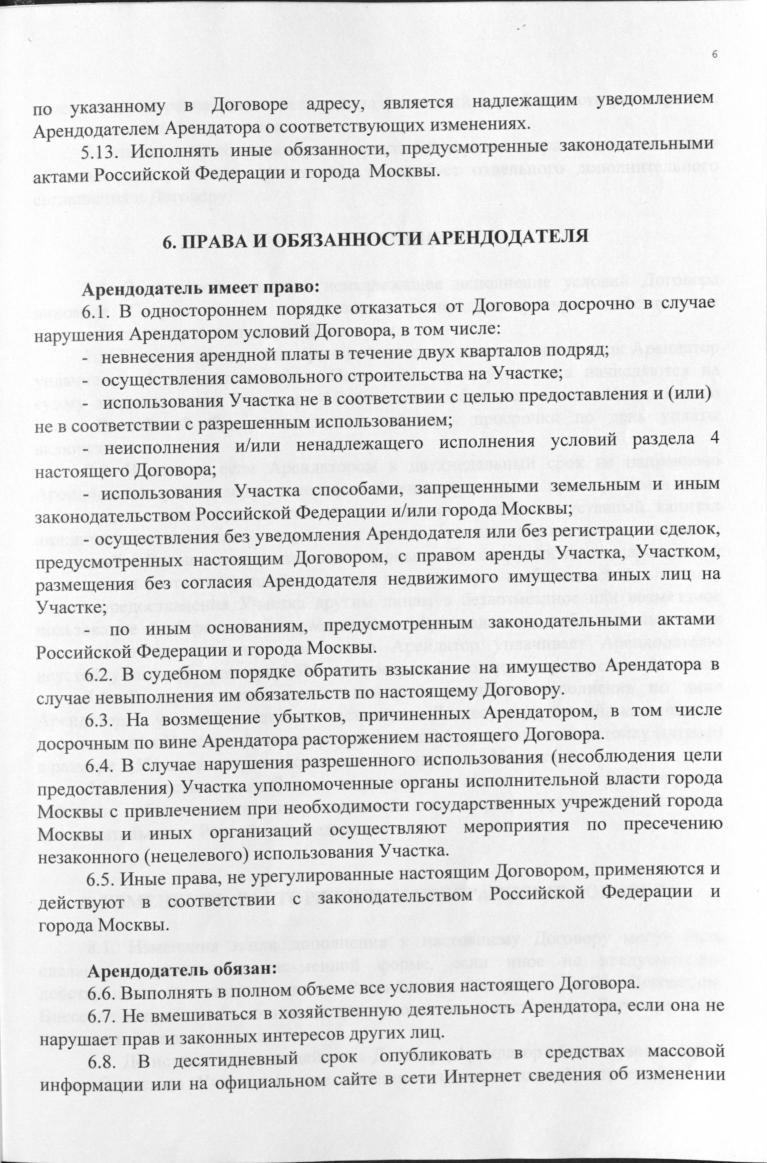 6
по указанному в Договоре адресу, является надлежащим уведомлением
Арендодателем Арендатора о соответствующих изменениях.
5.13. Исполнять иные обязанности, предусмотренные законодательными
актами Российской Федерации и города Москвы.
6. ПРАВА И ОБЯЗАННОСТИ АРЕНДОДАТЕЛЯ
Арендодатель имеет право:
6.1. В одностороннем порядке отказаться от Договора досрочно в случае
нарушения Арендатором условий Договора, в том числе:
- невнесения арендной платы в течение двух кварталов подряд;
- осуществления самовольного строительства на Участке;
- использования Участка не в соответствии с целью предоставления и (или)
не в соответствии с разрешенным использованием;
- неисполнения и/или ненадлежащего исполнения условий раздела 4
настоящего Договора;
- использования Участка способами, запрещенными земельным и иным
законодательством Российской Федерации и/или города Москвы;
- осуществления без уведомления Арендодателя или без регистрации сделок,
предусмотренных настоящим Договором, с правом аренды Участка, Участком,
размещения без согласия Арендодателя недвижимого имущества иных лиц на
Участке;
- по иным основаниям, предусмотренным законодательными актами
Российской Федерации и города Москвы.
6.2. В судебном порядке обратить взыскание на имущество Арендатора в
случае невыполнения им обязательств по настоящему Договору.
6.3. На возмещение убытков, причиненных Арендатором, в том числе
досрочным по вине Арендатора расторжением настоящего Договора.
6.4. В случае нарушения разрешенного использования (несоблюдения цели
предоставления) Участка уполномоченные органы исполнительной власти города
Москвы с привлечением при необходимости государственных учреждений города
Москвы и иных организаций осуществляют мероприятия по пресечению
незаконного (нецелевого) использования Участка.
6.5. Иные права, не урегулированные настоящим Договором, применяются и
действуют в соответствии с законодательством Российской Федерации и
города Москвы.
Арендодатель обязан:
6.6. Выполнять в полном объеме все условия настоящего Договора.
6.7. Не вмешиваться в хозяйственную деятельность Арендатора, если она не
нарушает прав и законных интересов других лиц.
6.8. В десятидневный срок опубликовать в средствах массовой
информации или на официальном сайте в сети Интернет сведения об изменении